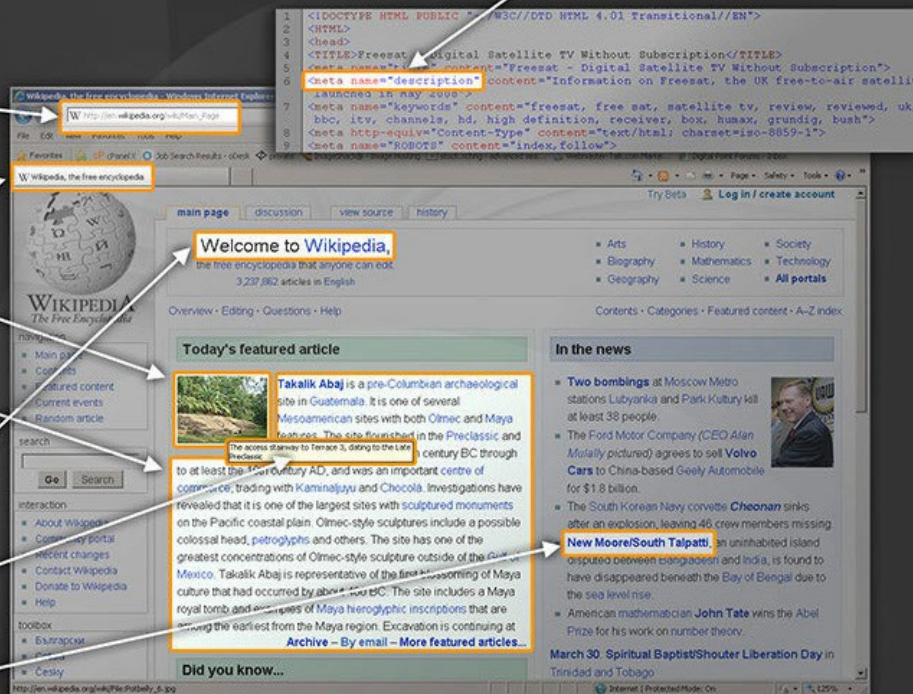 1 <!DOCTYPE HTML PUBLIC "-//W3C//DTD HTML 4.01 Transitional//EN">
2 <HTML>
3 <head>
4 <TITLE>Freesat - Digital Satellite TV Without Subscription</TITLE>
5 <meta name="title" content="Freesat - Digital Satellite TV Without Subscription">
6 <meta name="description" content="Information on Freesat, the UK free-to-air satelli
launched in May 2008">
7 <meta name="keywords" content="freesat, free sat, satellite tv, review, reviewed, uk
bbc, itv, channels, hd, high definition, receiver, box, humax, grundig, bush">
8 <meta http-equiv="Content-Type" content="text/html; charset=iso-8859-1">
9 <meta name="ROBOTS" content="index,follow">
Wikipedia, the free encyclopedia - Windows Internet Explorer
http://en.wikipedia.org/wiki/Main_Page
File Edit View Favorites Tools Help
Favorites cPanel X Job Search Results - oDesk
Wikipedia, the free encyclopedia
Page Safety Tools
Try Beta Log in / create account
main page discussion view source history
Welcome to Wikipedia,
the free encyclopedia that anyone can edit.
3,237,862 articles in English
Arts History Society
Biography Mathematics Technology
Geography Science All portals
WIKIPEDIA
The Free Encyclopedia
Overview · Editing · Questions · Help
Contents · Categories · Featured content · A–Z index
navigation
Main page
Contents
Featured content
Current events
Random article
search
Go Search
interaction
About Wikipedia
Community portal
Recent changes
Contact Wikipedia
Donate to Wikipedia
Help
toolbox
Български
Česky
Today's featured article
Takalik Abaj is a pre-Columbian archaeological
site in Guatemala. It is one of several
Mesoamerican sites with both Olmec and Maya
features. The site flourished in the Preclassic and
century BC through
The access stairway to Terrace 3, dating to the Late
Preclassic
to at least the 10th century AD, and was an important centre of
commerce, trading with Kaminaljuyu and Chocolá. Investigations have
revealed that it is one of the largest sites with sculptured monuments
on the Pacific coastal plain. Olmec-style sculptures include a possible
colossal head, petroglyphs and others. The site has one of the
greatest concentrations of Olmec-style sculpture outside of the Gulf of
Mexico. Takalik Abaj is representative of the first blossoming of Maya
culture that had occurred by about 400 BC. The site includes a Maya
royal tomb and examples of Maya hieroglyphic inscriptions that are
among the earliest from the Maya region. Excavation is continuing at
Archive – By email – More featured articles...
Did you know...
In the news
Two bombings at Moscow Metro
stations Lubyanka and Park Kultury kill
at least 38 people.
The Ford Motor Company (CEO Alan
Mulally pictured) agrees to sell Volvo
Cars to China-based Geely Automobile
for $1.8 billion.
The South Korean Navy corvette Cheonan sinks
after an explosion, leaving 46 crew members missing.
New Moore/South Talpatti, an uninhabited island
disputed between Bangladesh and India, is found to
have disappeared beneath the Bay of Bengal due to
the sea level rise.
American mathematician John Tate wins the Abel
Prize for his work on number theory.
March 30: Spiritual Baptist/Shouter Liberation Day in
Trinidad and Tobago
http://en.wikipedia.org/wiki/File:Potbelly_6.jpg
Internet | Protected Mode: On
125%